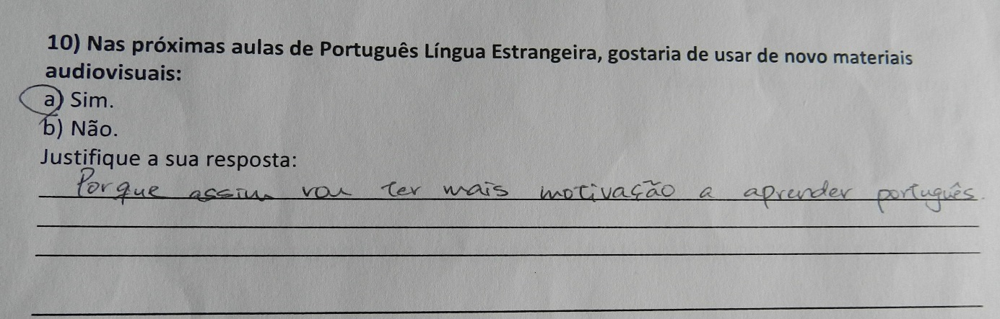 10) Nas próximas aulas de Português Língua Estrangeira, gostaria de usar de novo materiais
audiovisuais:
a) Sim.
b) Não.
Justifique a sua resposta:
Porque assim vou ter mais motivação a aprender português.